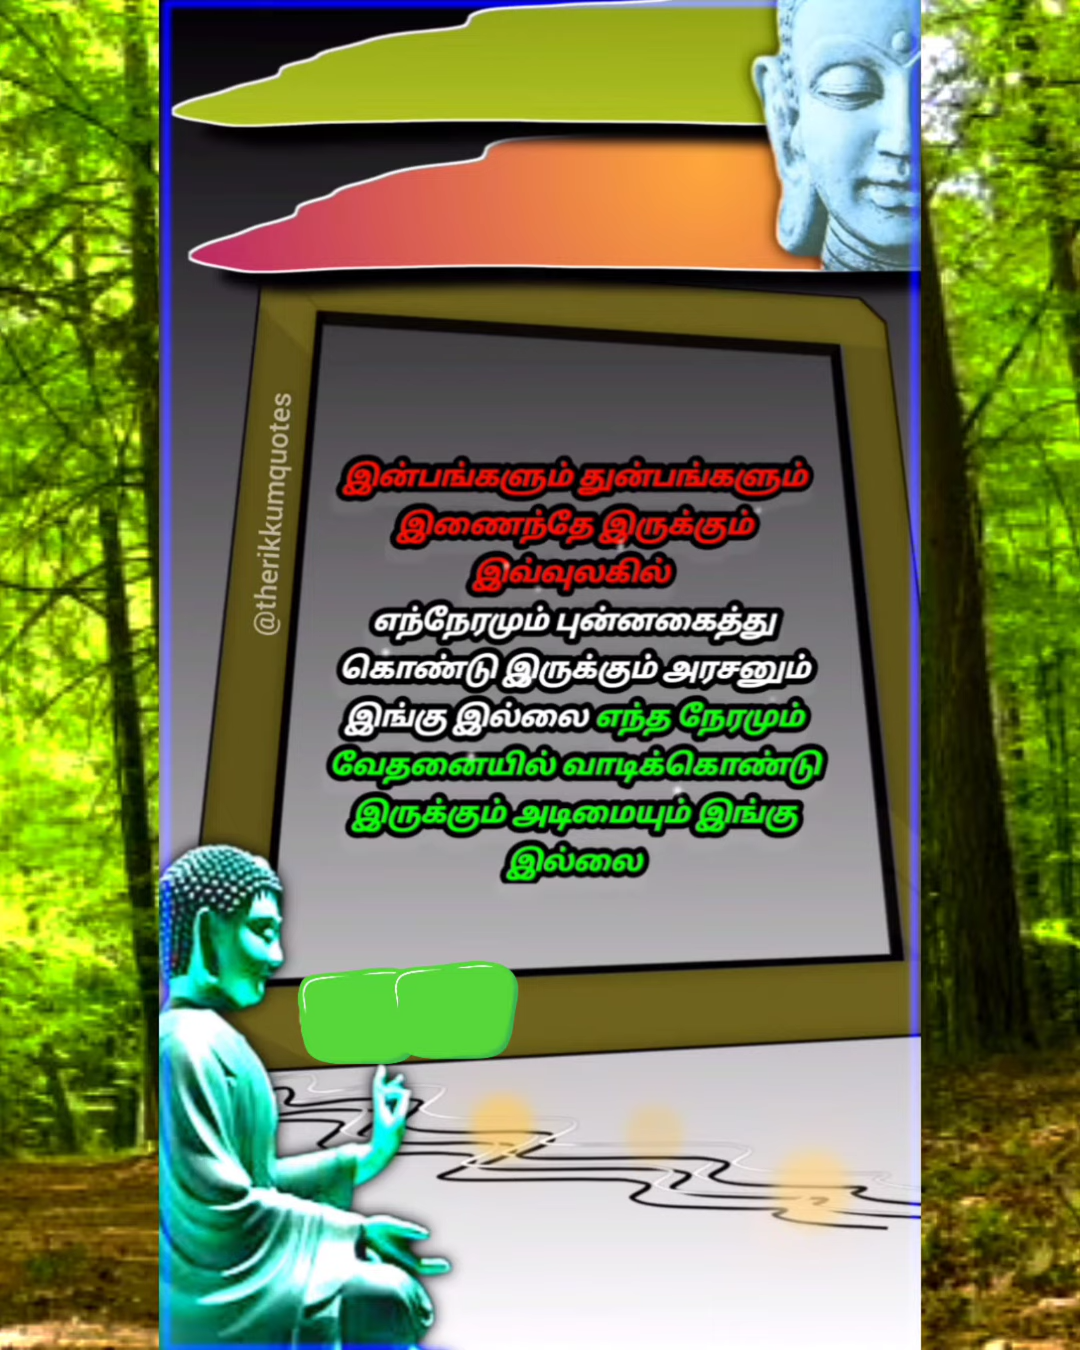 @therikkumquotes
இன்பங்களும் துன்பங்களும்
இணைந்தே இருக்கும்
இவ்வுலகில்
எந்நேரமும் புன்னகைத்து
கொண்டு இருக்கும் அரசனும்
இங்கு இல்லை எந்த நேரமும்
வேதனையில் வாடிக்கொண்டு
இருக்கும் அடிமையும் இங்கு
இல்லை